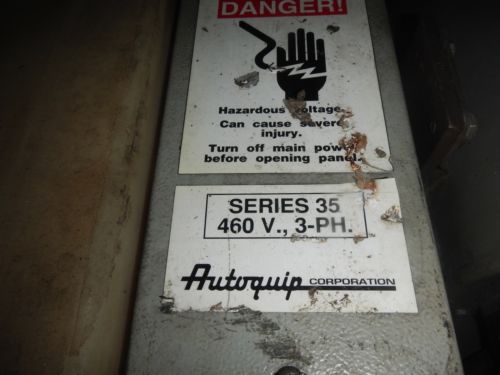 DANGER!
Hazardous voltage.
Can cause severe
injury.
Turn off main power
before opening panel.
SERIES 35
460 V., 3-PH.
Autoquip CORPORATION